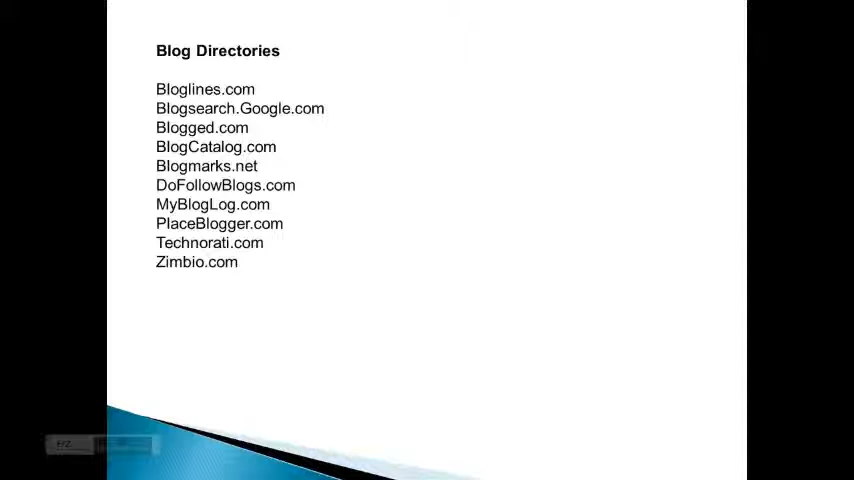 Blog Directories
Bloglines.com
Blogsearch.Google.com
Blogged.com
BlogCatalog.com
Blogmarks.net
DoFollowBlogs.com
MyBlogLog.com
PlaceBlogger.com
Technorati.com
Zimbio.com